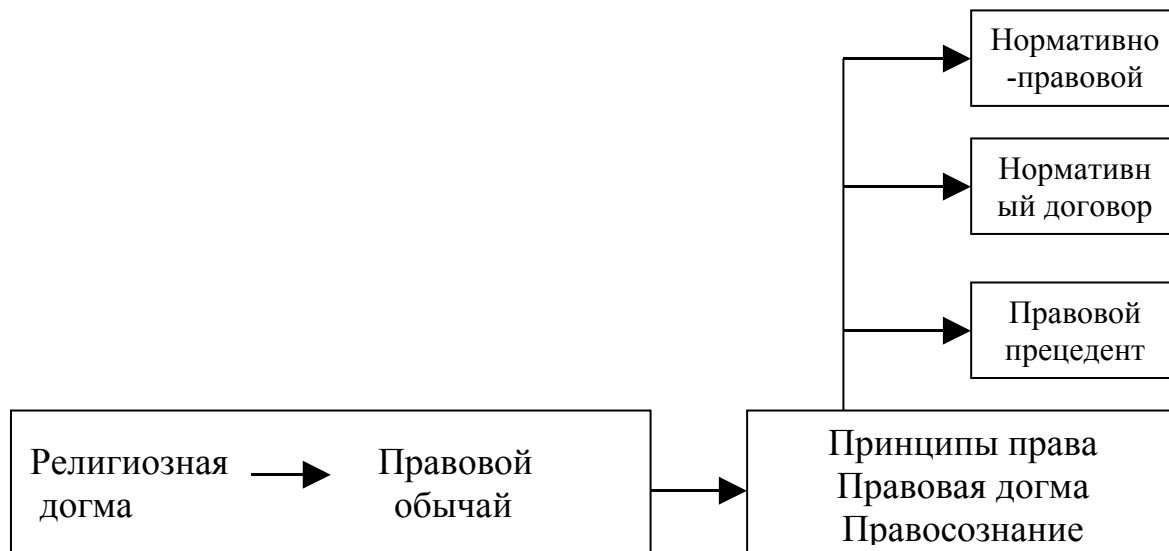 Нормативно
-правовой
Нормативн
ый договор
Правовой
прецедент
Религиозная
догма
Правовой
обычай
Принципы права
Правовая догма
Правосознание